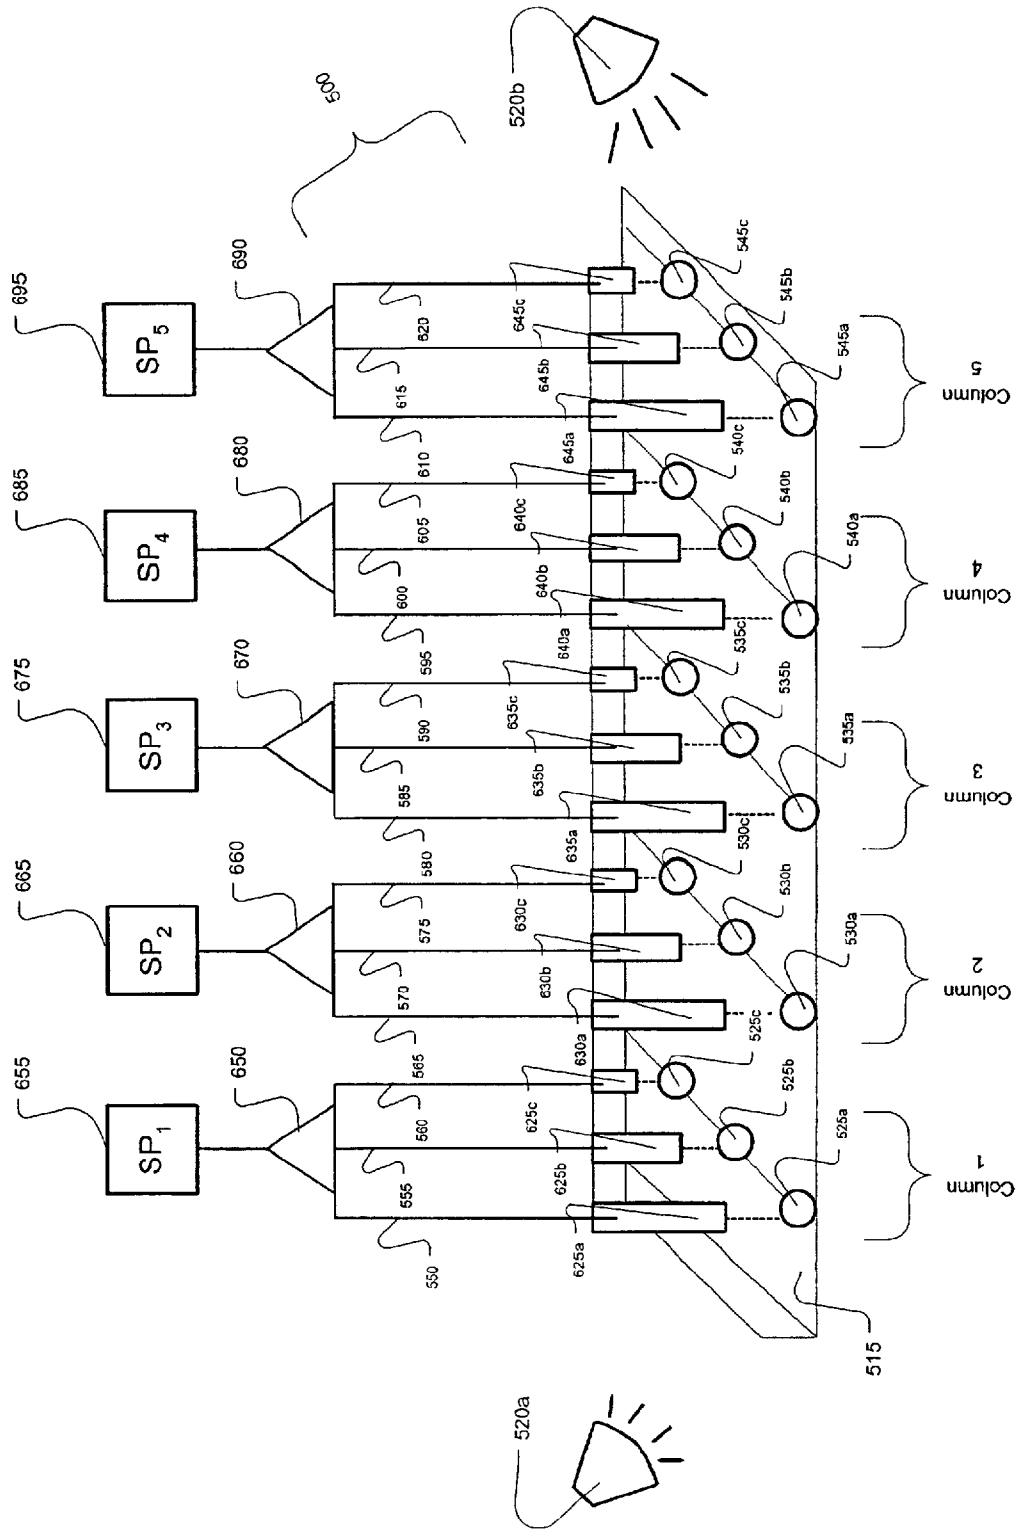 655
665
675
685
695
SP1
SP2
SP3
SP4
SP5
650
660
670
680
690
500
550
555
560
565
570
575
580
585
590
595
600
605
610
615
620
520a
520b
625a
625b
625c
630a
630b
630c
635a
635b
635c
640a
640b
640c
645a
645b
645c
525c
530c
535c
540c
545c
525b
530b
535b
540b
545b
525a
530a
535a
540a
545a
515
Column
1
Column
2
Column
3
Column
4
Column
5